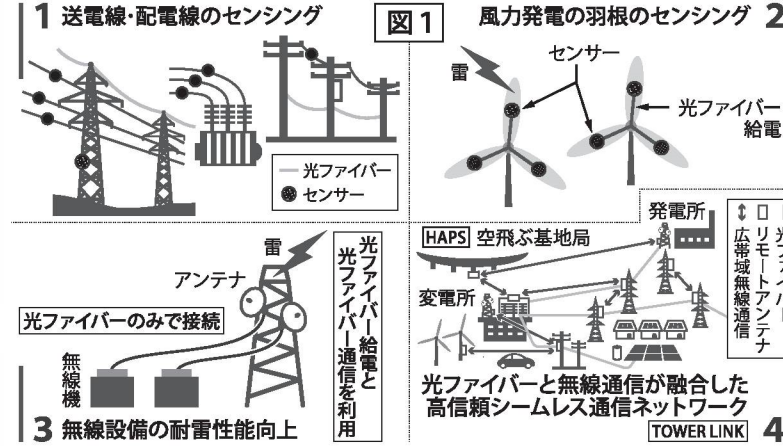 図1
1 送電線・配電線のセンシング
光ファイバー
センサー
風力発電の羽根のセンシング 2
雷
センサー
光ファイバー
給電
3 無線設備の耐雷性能向上
雷
アンテナ
光ファイバーのみで接続
無線機
光ファイバー給電と
光ファイバー通信を利用
HAPS 空飛ぶ基地局
発電所
変電所
リモートアンテナ
広帯域無線通信
光ファイバーと無線通信が融合した
高信頼シームレス通信ネットワーク
TOWER LINK 4